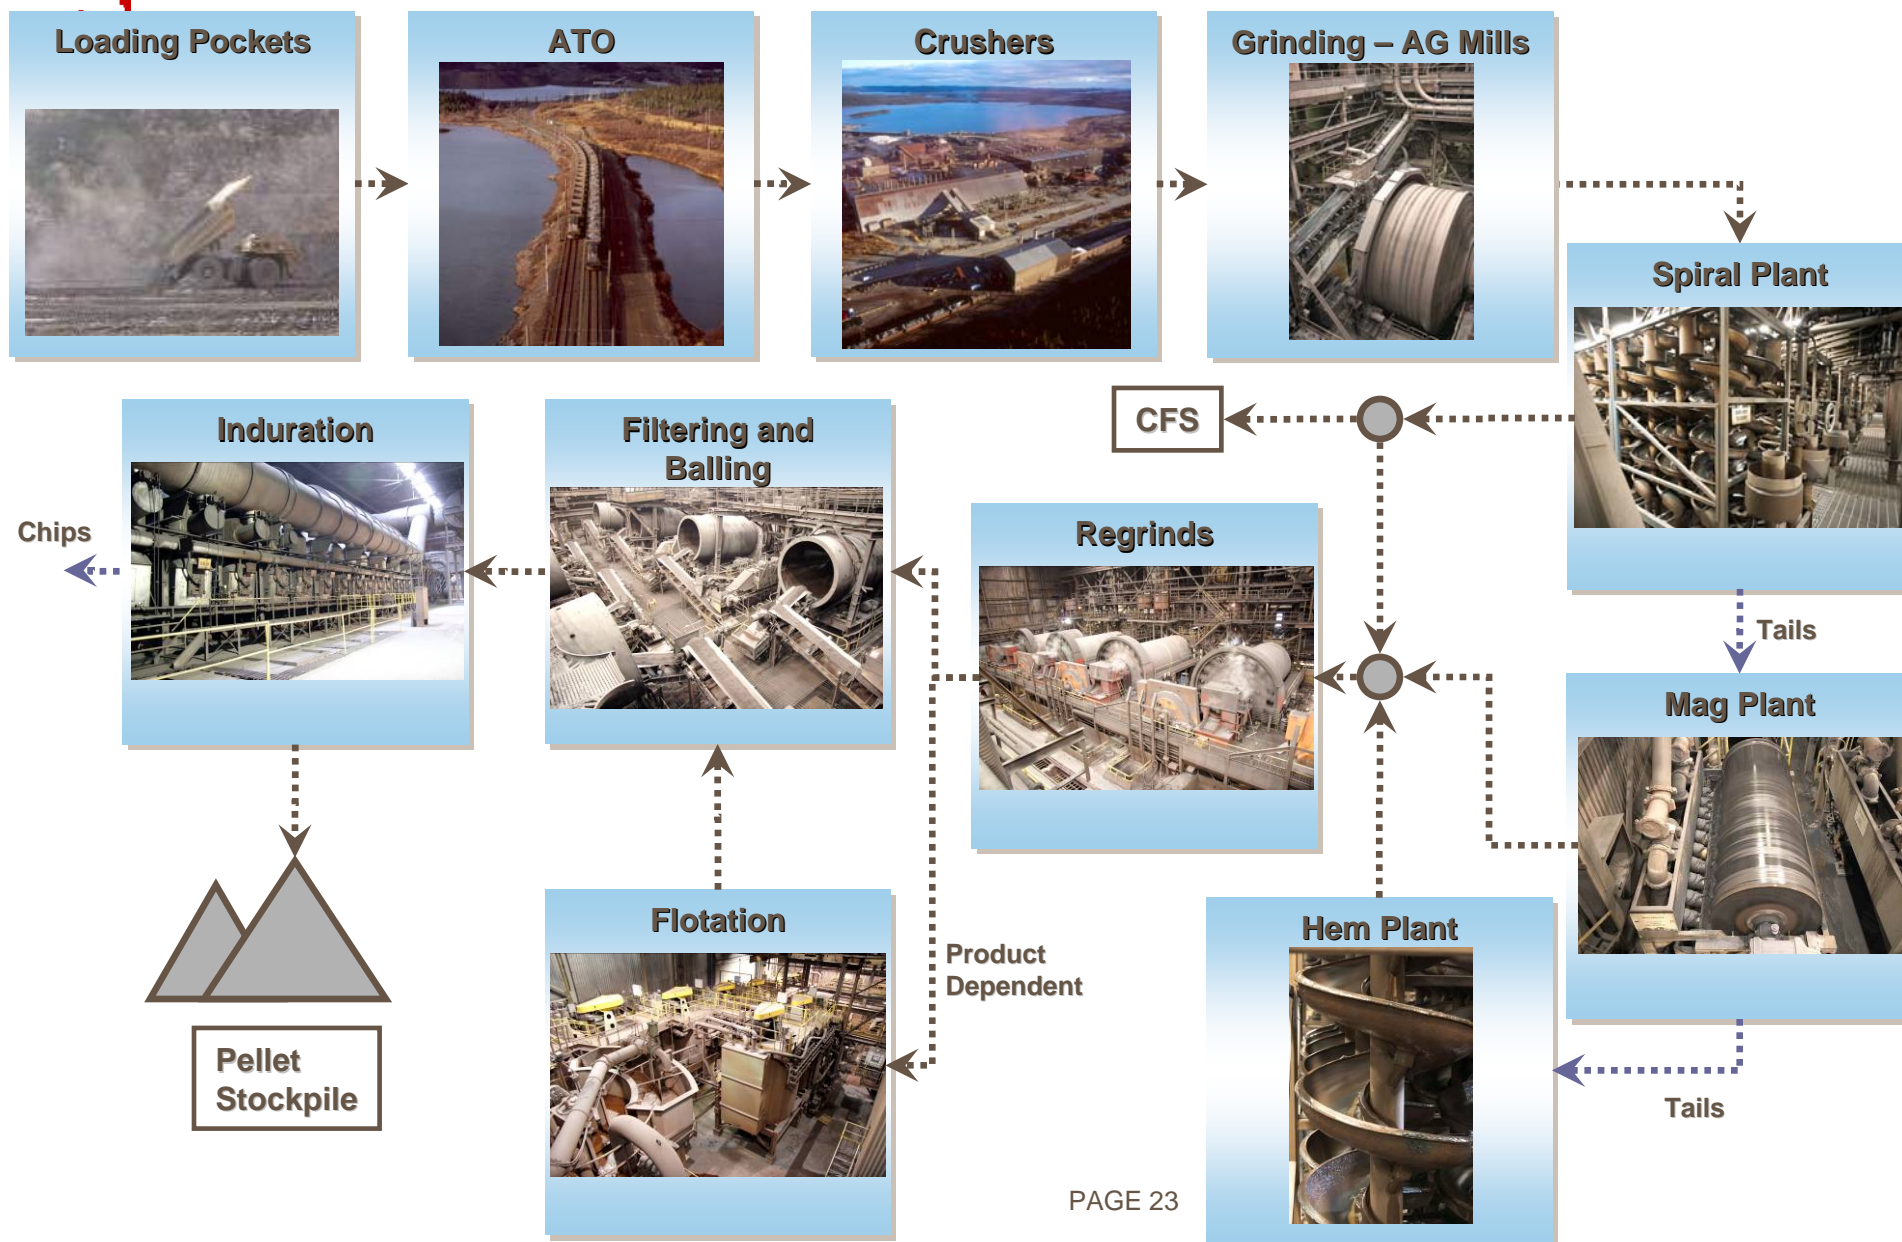 Loading Pockets
ATO
Crushers
Grinding – AG Mills
Spiral Plant
CFS
Induration
Filtering and
Balling
Regrinds
Chips
Tails
Mag Plant
Flotation
Product
Dependent
Hem Plant
Pellet
Stockpile
Tails
PAGE 23